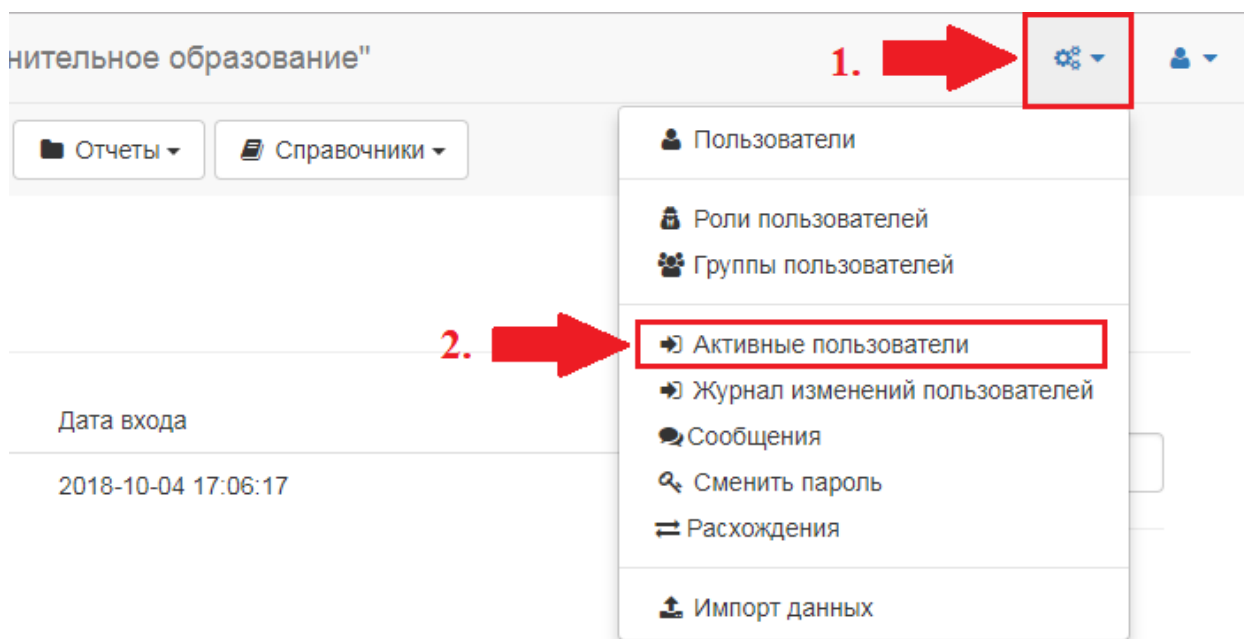 нительное образование"
1.
Отчеты
Справочники
Пользователи
Роли пользователей
Группы пользователей
2.
Активные пользователи
Журнал изменений пользователей
Дата входа
Сообщения
2018-10-04 17:06:17
Сменить пароль
Расхождения
Импорт данных